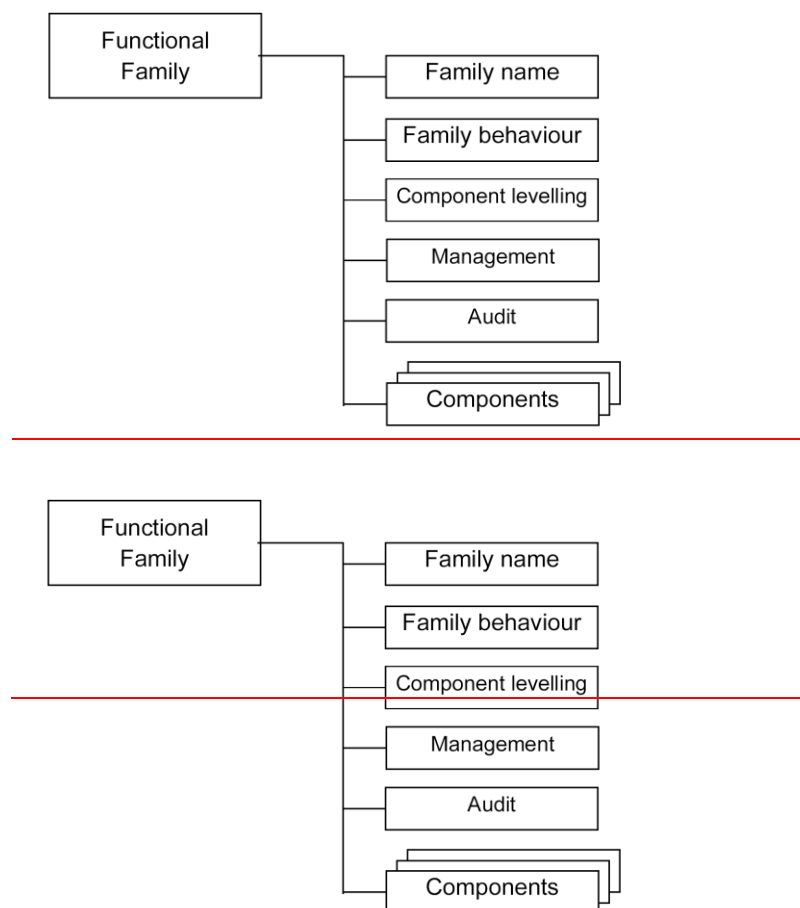 Functional
Family
Family name
Family behaviour
Component levelling
Management
Audit
Components
Functional
Family
Family name
Family behaviour
Component levelling
Management
Audit
Components